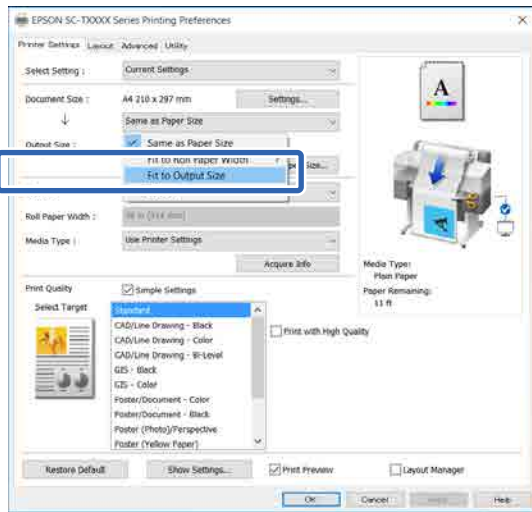 EPSON SC-TXXXX Series Printing Preferences
Printer Settings Layout Advanced Utility
Select Setting : Current Settings
Document Size : A4 210 x 297 mm Settings...
Same as Paper Size
Output Size : Same as Paper Size
Fit to Roll Paper Width
Fit to Output Size
Size...
Roll Paper Width :
Media Type : Use Printer Settings
Acquire Info
A
Media Type:
Plain Paper
Paper Remaining:
11 ft
Print Quality Simple Settings
Select Target
Standard
CAD/Line Drawing - Black
CAD/Line Drawing - Color
CAD/Line Drawing - Bi-Level
GIS - Black
GIS - Color
Poster/Document - Color
Poster/Document - Black
Poster (Photo)/Perspective
Poster (Yellow Paper)
Print with High Quality
Restore Default Show Settings... Print Preview Layout Manager
OK Cancel Help